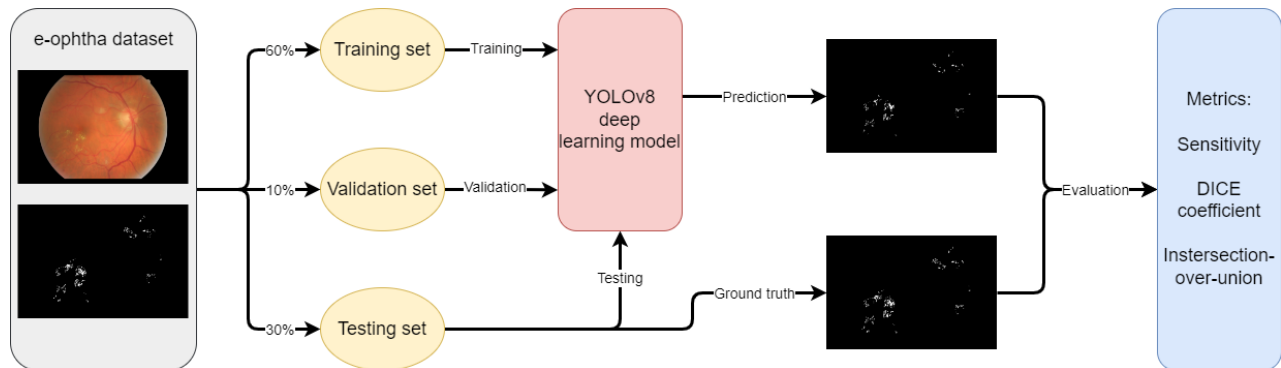 e-ophtha dataset
60%
Training set
Training
10%
Validation set
Validation
30%
Testing set
Testing
YOLOv8
deep
learning model
Prediction
Ground truth
Evaluation
Metrics:
Sensitivity
DICE
coefficient
Instersection-
over-union